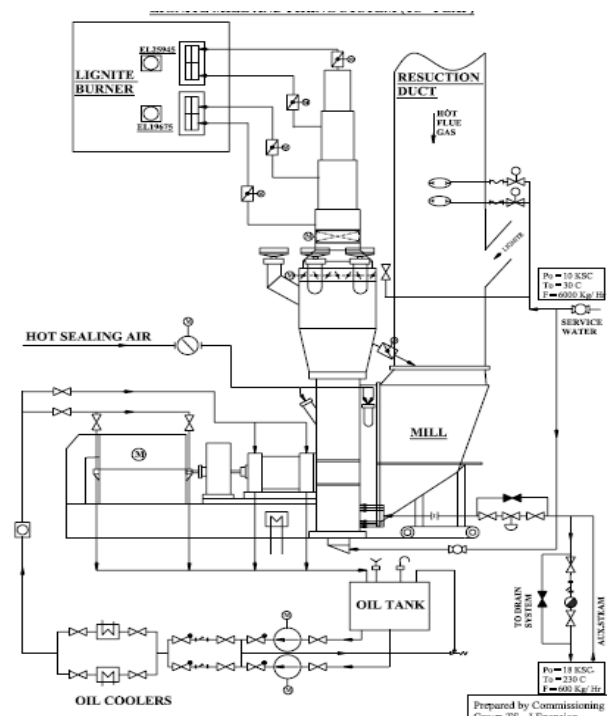 EL25945
LIGNITE
BURNER
EL19675
RESUCTION
DUCT
HOT
FLUE
GAS
LIGNITE
Po = 10 KSC
To = 30 C
F = 6000 Kg/ Hr
SERVICE
WATER
HOT SEALING AIR
M
MILL
M
OIL TANK
TO DRAIN
SYSTEM
AUX.STEAM
OIL COOLERS
Po = 18 KSC.
To = 230 C
F = 600 Kg/ Hr
Prepared by Commissioning